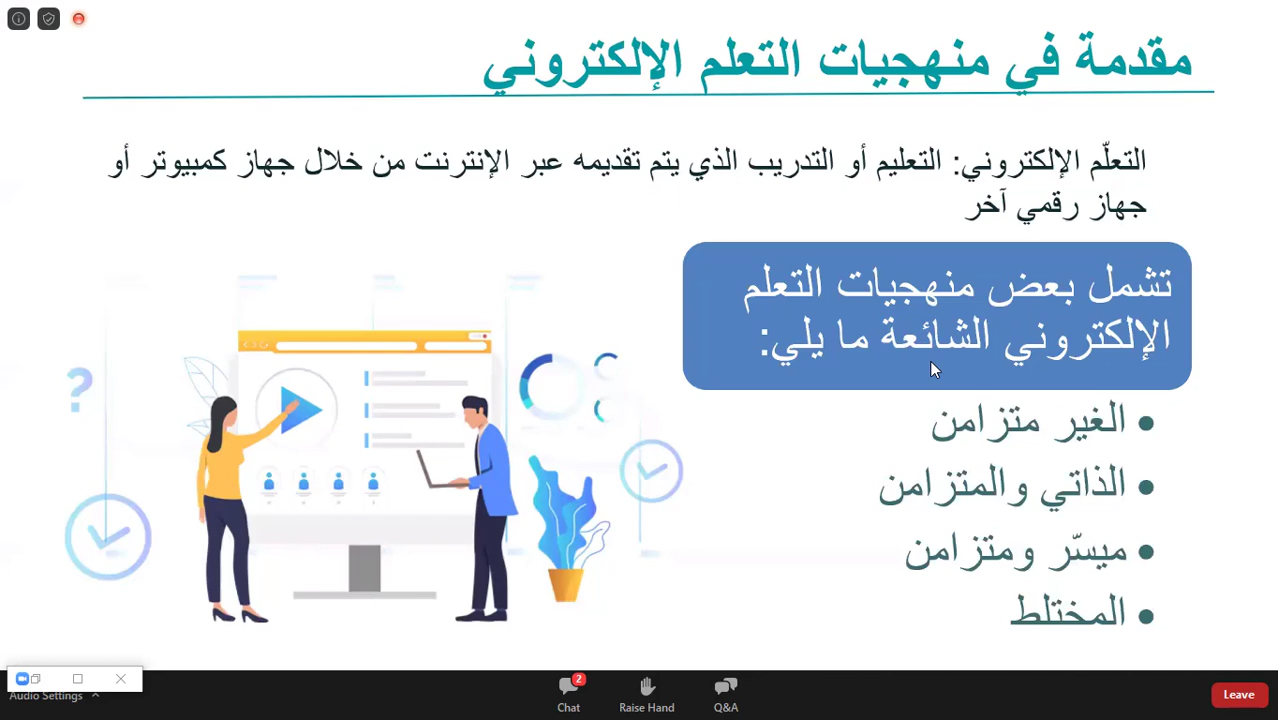 مقدمة في منهجيات التعلم الإلكتروني
التعلّم الإلكتروني: التعليم أو التدريب الذي يتم تقديمه عبر الإنترنت من خلال جهاز كمبيوتر أو
جهاز رقمي آخر
تشمل بعض منهجيات التعلم
الإلكتروني الشائعة ما يلي:
• الغير متزامن
• الذاتي والمتزامن
• ميسّر ومتزامن
• المختلط
?
Audio Settings
2
Chat
Raise Hand
Q&A
Leave